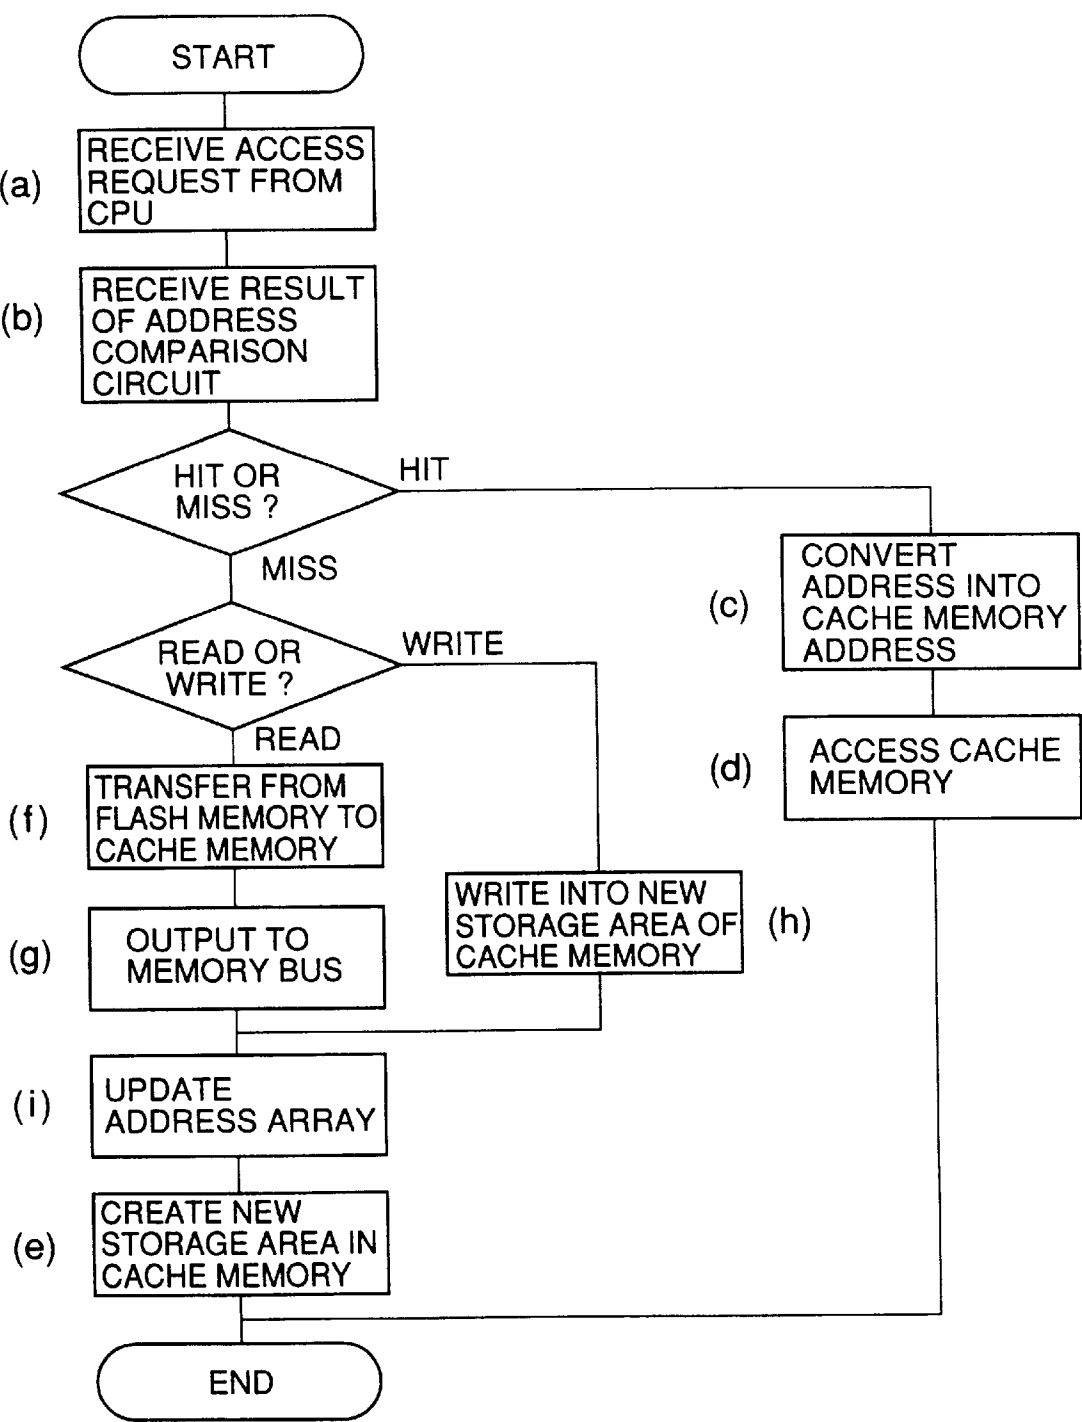 START
(a)
RECEIVE ACCESS
REQUEST FROM
CPU
(b)
RECEIVE RESULT
OF ADDRESS
COMPARISON
CIRCUIT
HIT OR
MISS ?
HIT
MISS
(c)
CONVERT
ADDRESS INTO
CACHE MEMORY
ADDRESS
READ OR
WRITE ?
WRITE
READ
(d)
ACCESS CACHE
MEMORY
(f)
TRANSFER FROM
FLASH MEMORY TO
CACHE MEMORY
WRITE INTO NEW
STORAGE AREA OF
CACHE MEMORY
(h)
(g)
OUTPUT TO
MEMORY BUS
(i)
UPDATE
ADDRESS ARRAY
(e)
CREATE NEW
STORAGE AREA IN
CACHE MEMORY
END